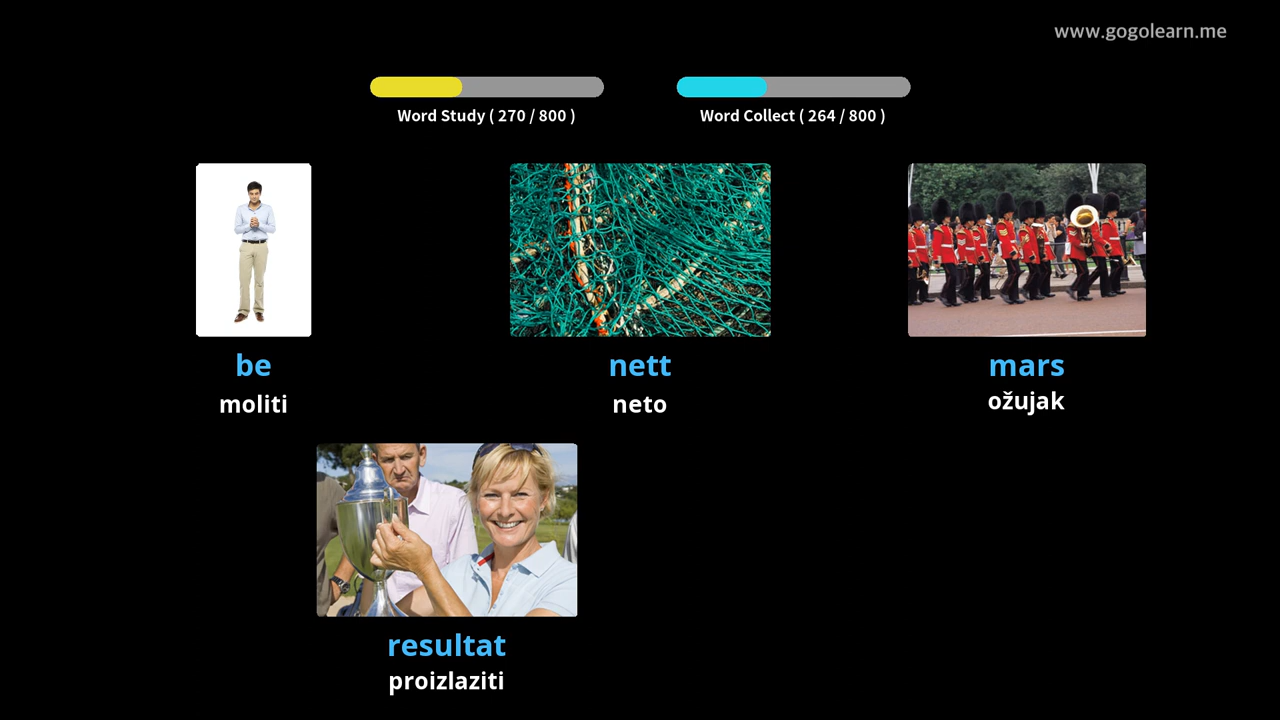 www.gogolearn.me
Word Study ( 270 / 800 )
Word Collect ( 264 / 800 )
be
moliti
nett
neto
mars
ožujak
resultat
proizlaziti